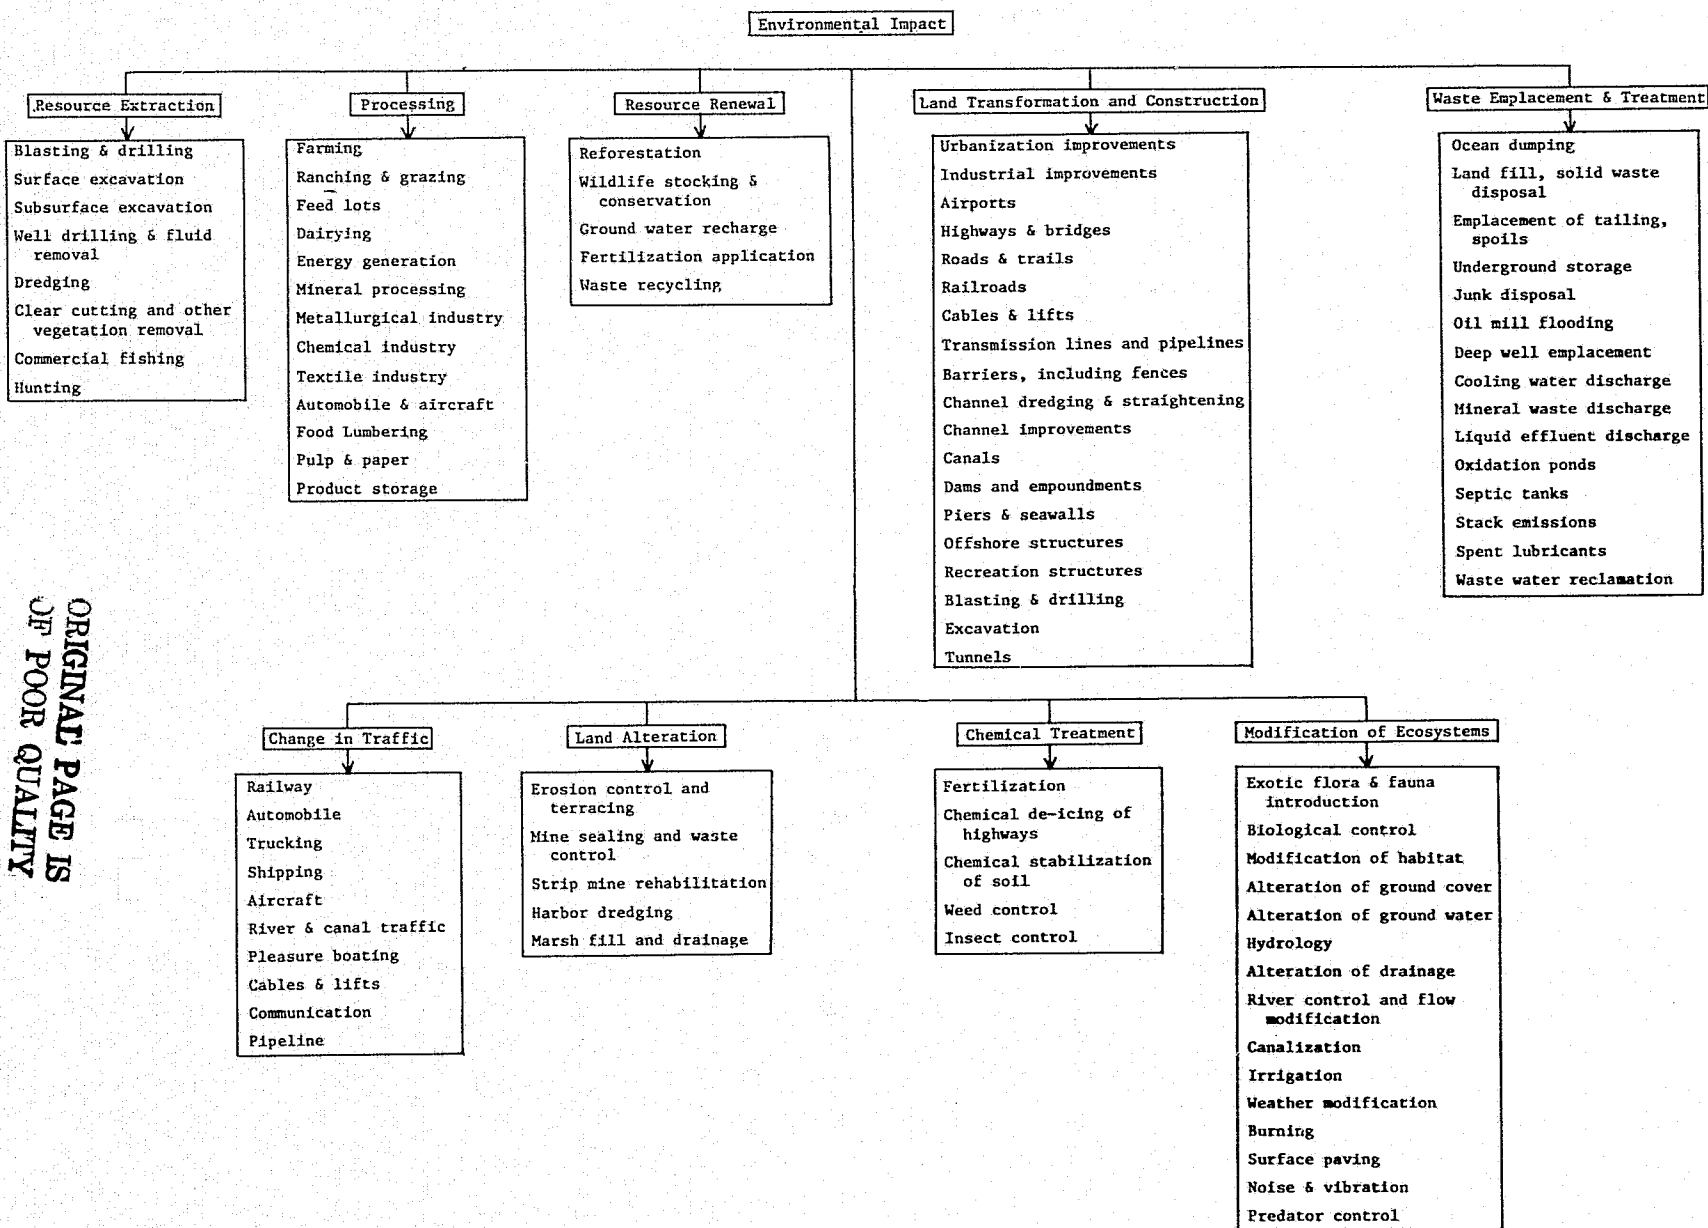 Environmental Impact
Resource Extraction
Blasting & drilling
Surface excavation
Subsurface excavation
Well drilling & fluid
removal
Dredging
Clear cutting and other
vegetation removal
Commercial fishing
Hunting
Processing
Farming
Ranching & grazing
Feed lots
Dairying
Energy generation
Mineral processing
Metallurgical industry
Chemical industry
Textile industry
Automobile & aircraft
Food Lumbering
Pulp & paper
Product storage
Resource Renewal
Reforestation
Wildlife stocking &
conservation
Ground water recharge
Fertilization application
Waste recycling
Land Transformation and Construction
Urbanization improvements
Industrial improvements
Airports
Highways & bridges
Roads & trails
Railroads
Cables & lifts
Transmission lines and pipelines
Barriers, including fences
Channel dredging & straightening
Channel improvements
Canals
Dams and empoundments
Piers & seawalls
Offshore structures
Recreation structures
Blasting & drilling
Excavation
Tunnels
Waste Emplacement & Treatment
Ocean dumping
Land fill, solid waste
disposal
Emplacement of tailing,
spoils
Underground storage
Junk disposal
Oil mill flooding
Deep well emplacement
Cooling water discharge
Mineral waste discharge
Liquid effluent discharge
Oxidation ponds
Septic tanks
Stack emissions
Spent lubricants
Waste water reclamation
Change in Traffic
Railway
Automobile
Trucking
Shipping
Aircraft
River & canal traffic
Pleasure boating
Cables & lifts
Communication
Pipeline
Land Alteration
Erosion control and
terracing
Mine sealing and waste
control
Strip mine rehabilitation
Harbor dredging
Marsh fill and drainage
Chemical Treatment
Fertilization
Chemical de-icing of
highways
Chemical stabilization
of soil
Weed control
Insect control
Modification of Ecosystems
Exotic flora & fauna
introduction
Biological control
Modification of habitat
Alteration of ground cover
Alteration of ground water
Hydrology
Alteration of drainage
River control and flow
modification
Canalization
Irrigation
Weather modification
Burning
Surface paving
Noise & vibration
Predator control
ORIGINAL PAGE IS
OF POOR QUALITY